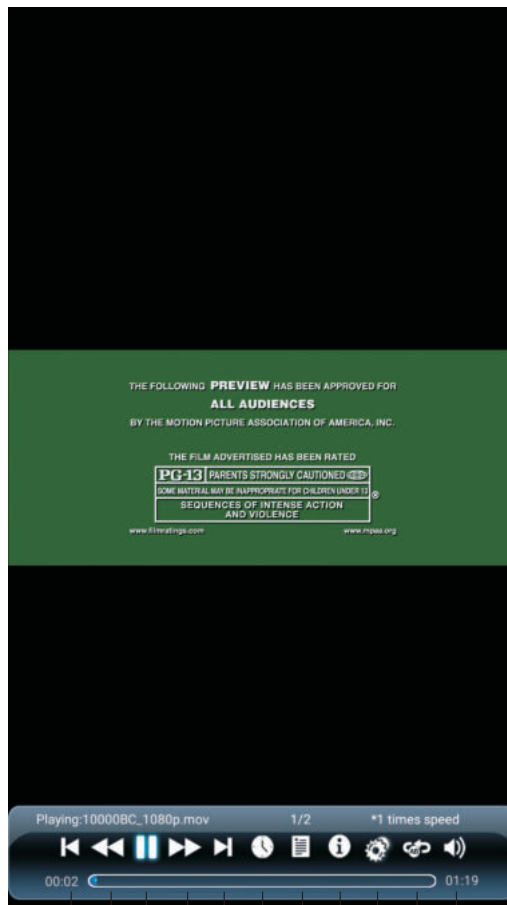 THE FOLLOWING PREVIEW HAS BEEN APPROVED FOR
ALL AUDIENCES
BY THE MOTION PICTURE ASSOCIATION OF AMERICA, INC.
THE FILM ADVERTISED HAS BEEN RATED
PG-13 PARENTS STRONGLY CAUTIONED
SOME MATERIAL MAY BE INAPPROPRIATE FOR CHILDREN UNDER 13 ®
SEQUENCES OF INTENSE ACTION
AND VIOLENCE
www.filmratings.com www.mpaa.org
Playing:10000BC_1080p.mov 1/2 *1 times speed
00:02 01:19